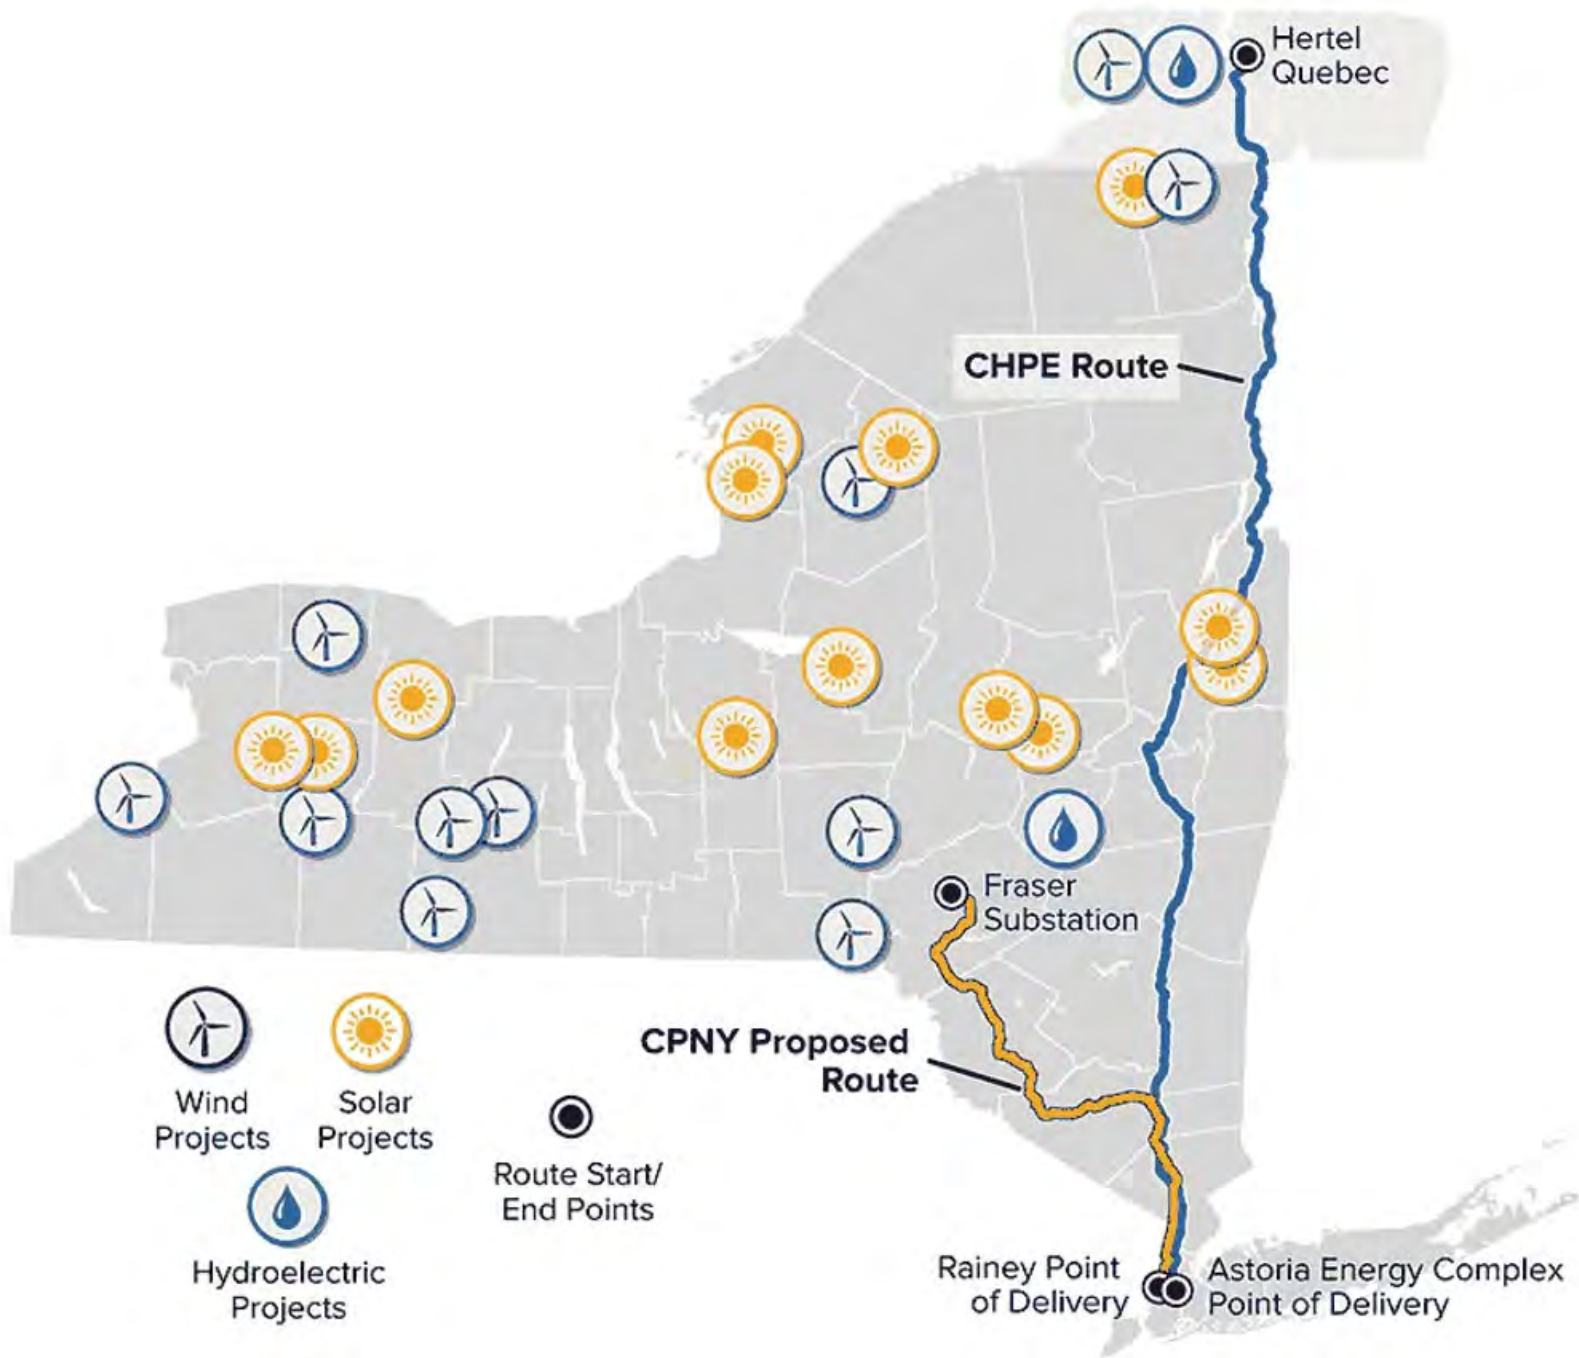 Hertel
Quebec
CHPE Route
Fraser
Substation
CPNY Proposed
Route
Wind
Projects
Solar
Projects
Route Start/
End Points
Hydroelectric
Projects
Rainey Point
of Delivery
Astoria Energy Complex
Point of Delivery